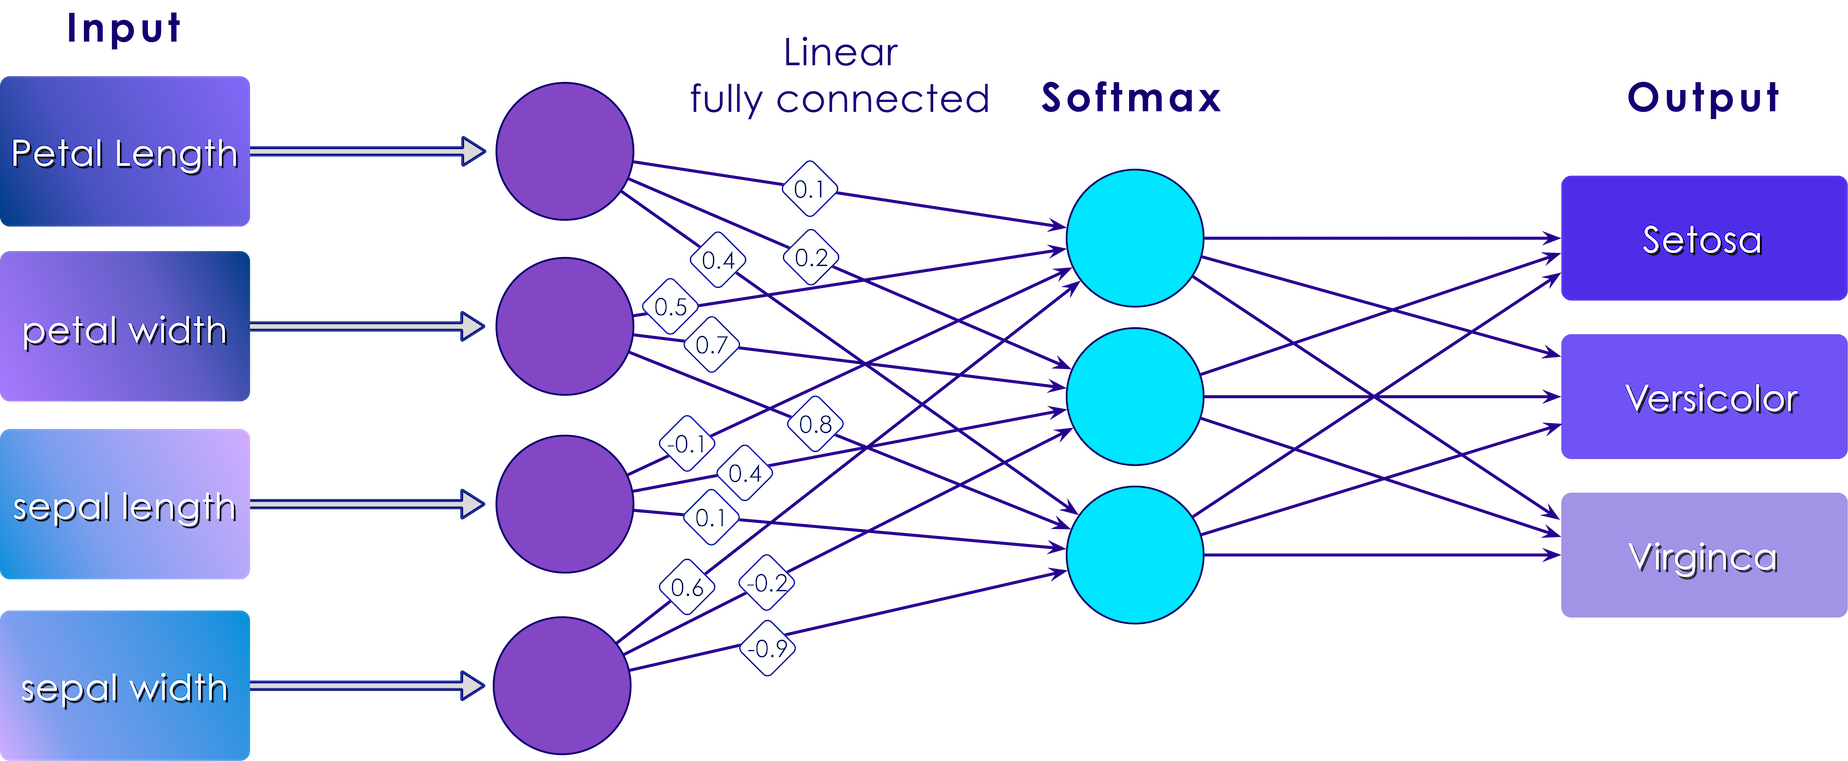 Input
Linear
fully connected
Softmax
Output
Petal Length
petal width
sepal length
sepal width
0.1
0.2
0.4
0.5
0.7
0.8
-0.1
0.4
0.1
0.6
-0.2
-0.9
Setosa
Versicolor
Virginca